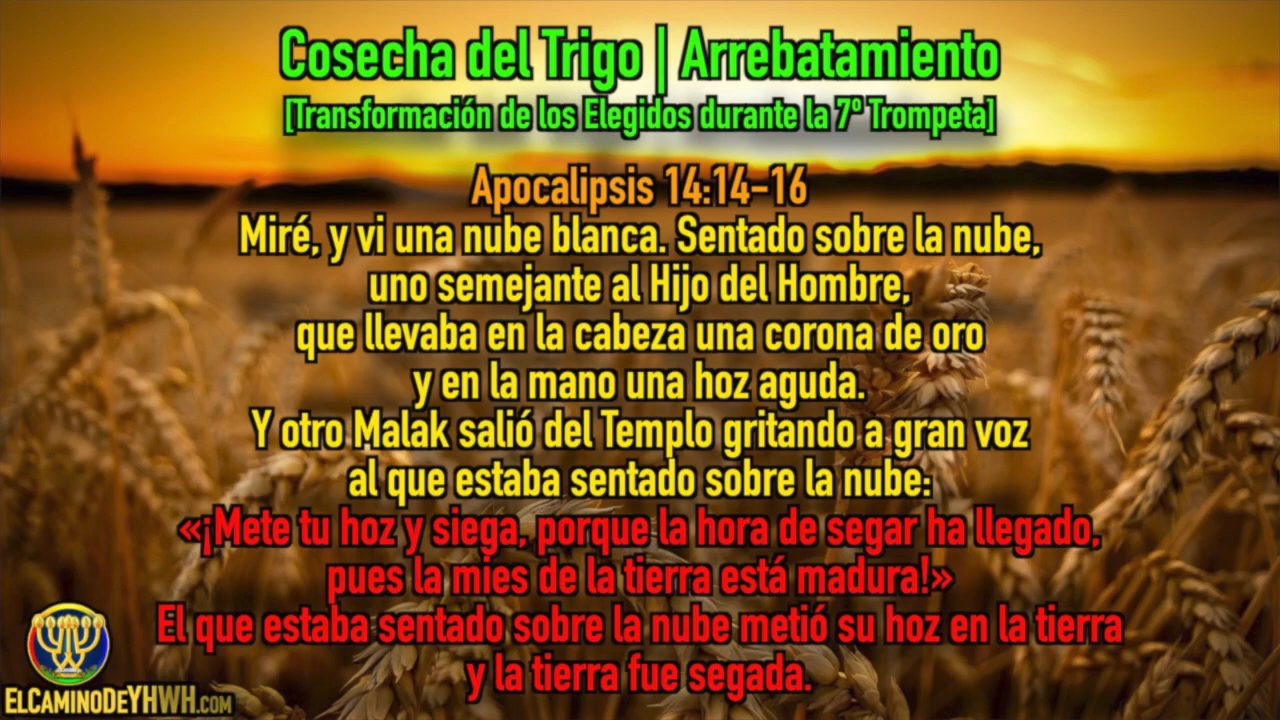 Cosecha del Trigo | Arrebatamiento
[Transformación de los Elegidos durante la 7º Trompeta]
Apocalipsis 14:14-16
Miré, y vi una nube blanca. Sentado sobre la nube,
uno semejante al Hijo del Hombre,
que llevaba en la cabeza una corona de oro
y en la mano una hoz aguda.
Y otro Malak salió del Templo gritando a gran voz
al que estaba sentado sobre la nube:
«¡Mete tu hoz y siega, porque la hora de segar ha llegado,
pues la mies de la tierra está madura!»
El que estaba sentado sobre la nube metió su hoz en la tierra
y la tierra fue segada.
ELCAMINODEYHWH.COM